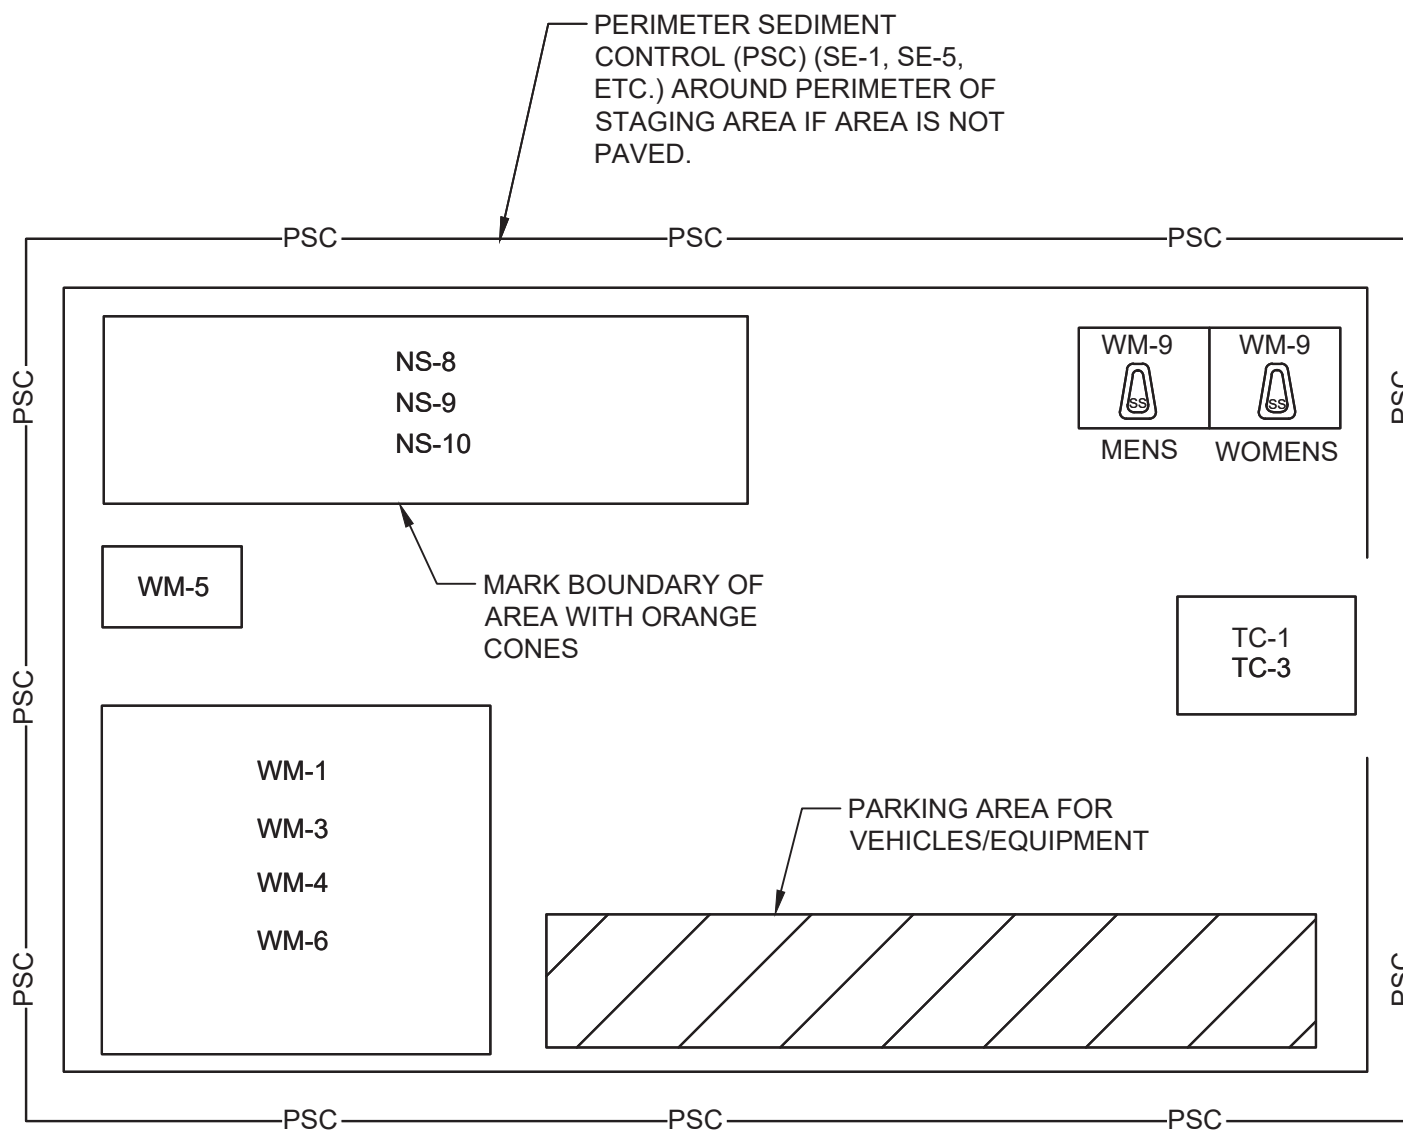 PERIMETER SEDIMENT
CONTROL (PSC) (SE-1, SE-5,
ETC.) AROUND PERIMETER OF
STAGING AREA IF AREA IS NOT
PAVED.
PSC
PSC
PSC
PSC
PSC
NS-8
NS-9
NS-10
WM-9
WM-9
SS
SS
MENS
WOMENS
WM-5
MARK BOUNDARY OF
AREA WITH ORANGE
CONES
TC-1
TC-3
PSC
WM-1
WM-3
WM-4
WM-6
PARKING AREA FOR
VEHICLES/EQUIPMENT
PSC
PSC
PSC
PSC
PSC